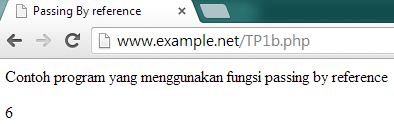 Passing By reference
www.example.net/TP1b.php
Contoh program yang menggunakan fungsi passing by reference
6